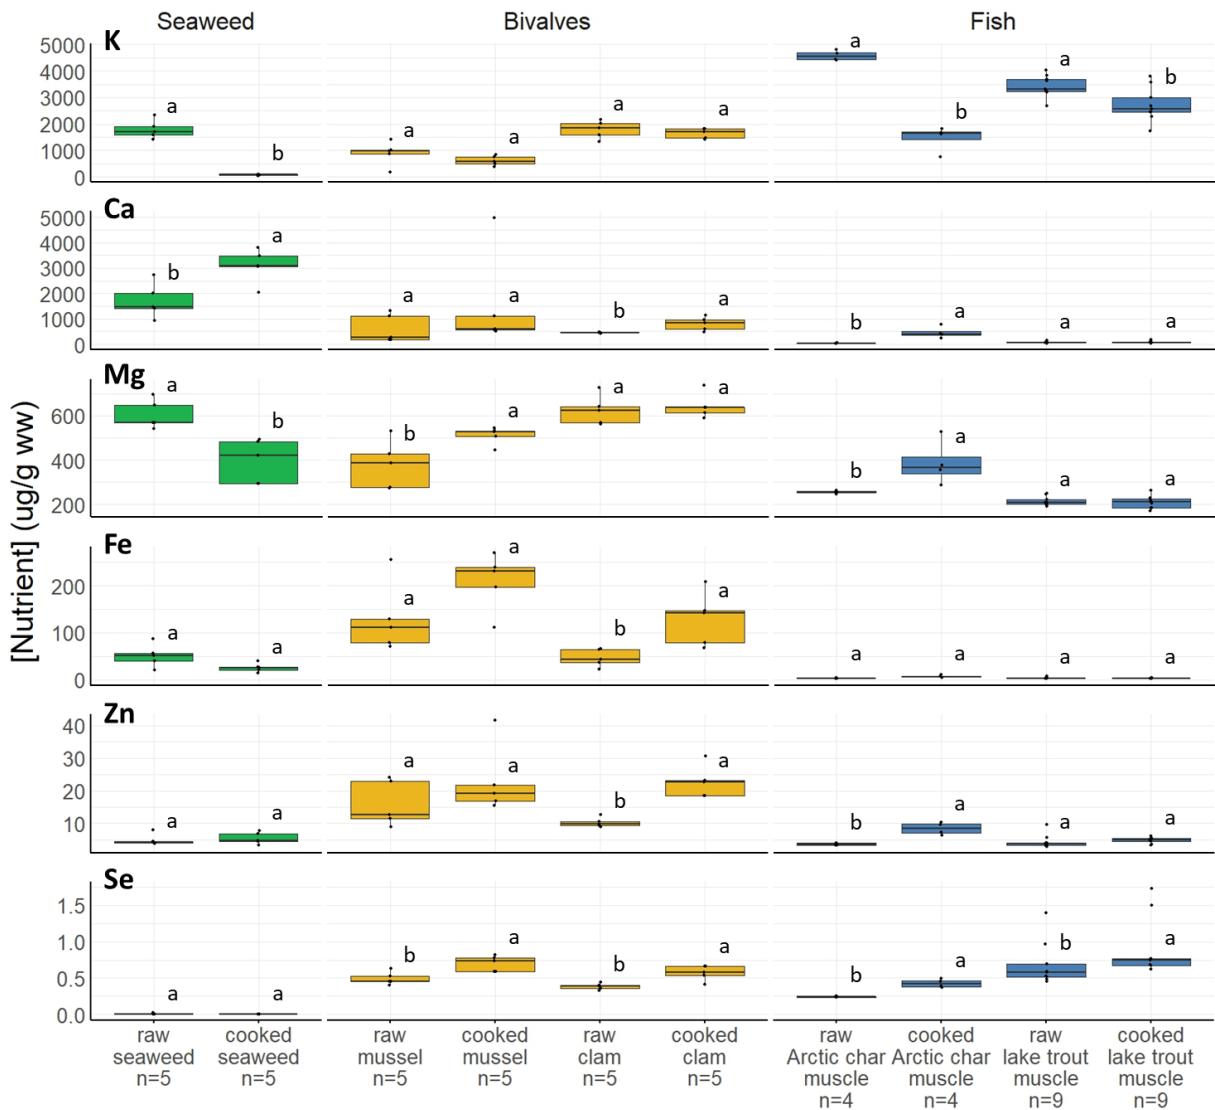 Seaweed Bivalves Fish
[Nutrient] (ug/g ww)
K
5000
4000
3000
2000
1000
0
a b a a a a a b a b
Ca
5000
4000
3000
2000
1000
0
b a a a b a b a a a
Mg
600
400
200
a b b a a a b a a a
Fe
200
100
0
a a a a b a a a a a
Zn
40
30
20
10
a a a a b a b a a a
Se
1.5
1.0
0.5
0.0
a a b a b a b a b a
raw cooked raw cooked raw cooked raw cooked raw cooked
seaweed seaweed mussel mussel clam clam Arctic char Arctic char lake trout lake trout
n=5 n=5 n=5 n=5 n=5 n=5 muscle muscle muscle muscle
n=4 n=4 n=9 n=9